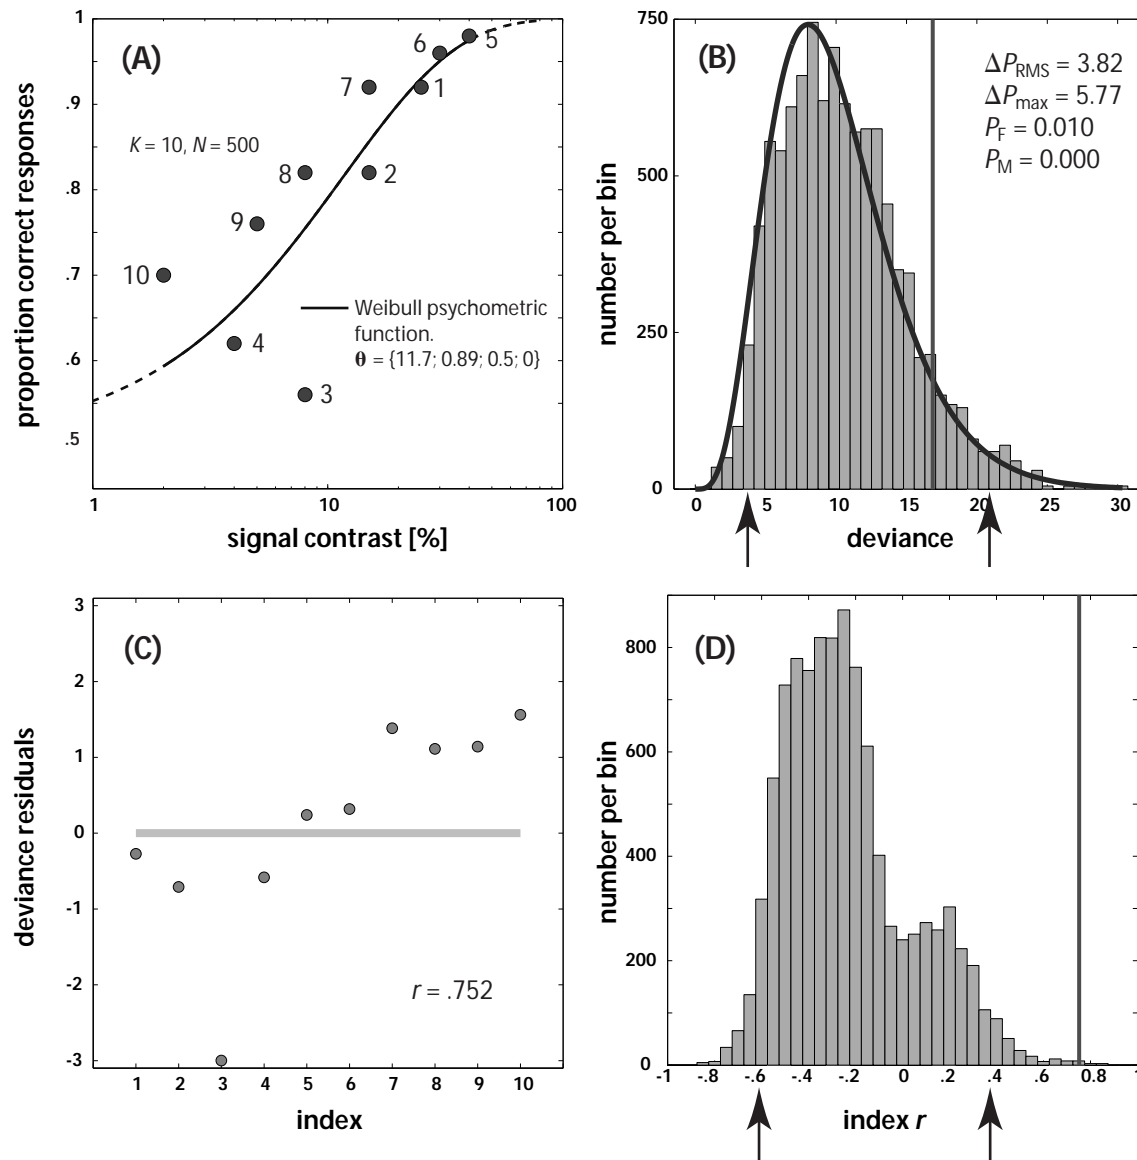 (A)
proportion correct responses
1
.9
.8
.7
.6
.5
K = 10, N = 500
1
2
3
4
5
6
7
8
9
10
Weibull psychometric
function.
θ = {11.7; 0.89; 0.5; 0}
1
10
100
signal contrast [%]
(B)
number per bin
750
500
250
0
ΔP_RMS = 3.82
ΔP_max = 5.77
P_F = 0.010
P_M = 0.000
0 5 10 15 20 25 30
deviance
(C)
deviance residuals
3
2
1
0
-1
-2
-3
r = .752
1 2 3 4 5 6 7 8 9 10
index
(D)
number per bin
800
600
400
200
0
-1 -.8 -.6 -.4 -.2 0 .2 .4 .6 0.8 1
index r